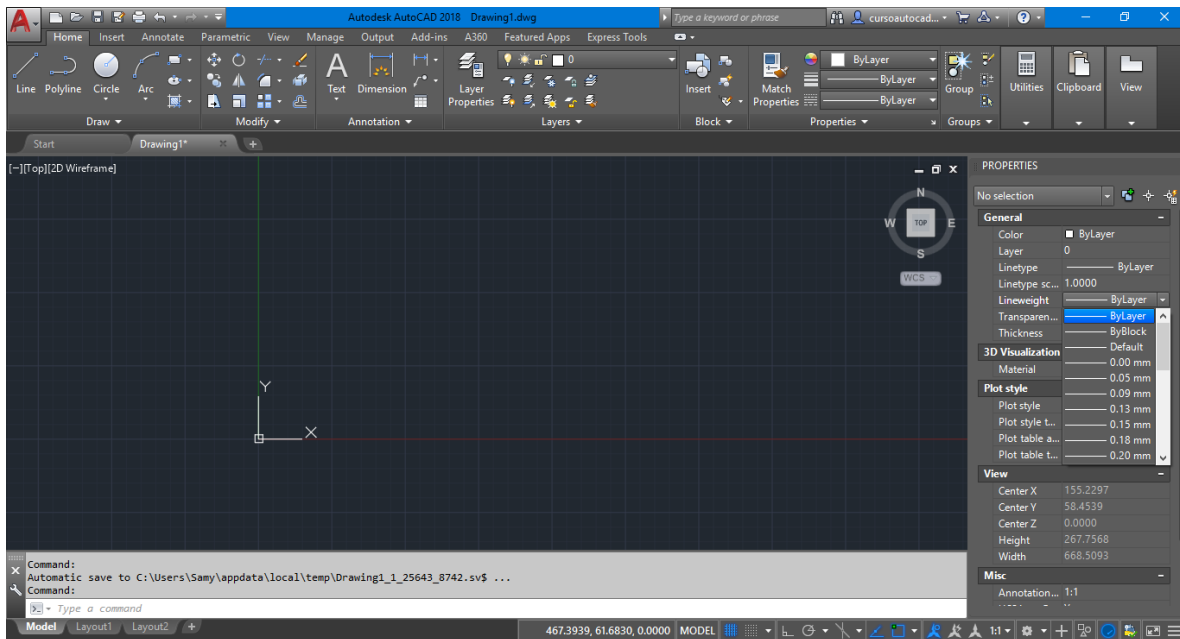 Autodesk AutoCAD 2018 Drawing1.dwg
Type a keyword or phrase
cursoautocad...
Home Insert Annotate Parametric View Manage Output Add-ins A360 Featured Apps Express Tools
Line Polyline Circle Arc
Text Dimension
Layer Properties
0
Insert
Match Properties
ByLayer
ByLayer
ByLayer
Group
Utilities
Clipboard
View
Draw Modify Annotation Layers Block Properties Groups
Start Drawing1* +
[−][Top][2D Wireframe]
N
W TOP E
S
WCS
Y
X
PROPERTIES
No selection
General
Color ByLayer
Layer 0
Linetype ByLayer
Linetype sc... 1.0000
Lineweight ByLayer
Transparen... ByLayer
ByBlock
Thickness Default
3D Visualization
0.00 mm
Material 0.05 mm
Plot style 0.09 mm
Plot style 0.13 mm
Plot style t... 0.15 mm
Plot table a... 0.18 mm
Plot table t... 0.20 mm
View
Center X 155.2297
Center Y 58.4539
Center Z 0.0000
Height 267.7568
Width 668.5093
Misc
Annotation... 1:1
Command:
Automatic save to C:\Users\Samy\appdata\local\temp\Drawing1_1_25643_8742.sv$ ...
Command:
Type a command
Model Layout1 Layout2 +
467.3939, 61.6830, 0.0000 MODEL 1:1